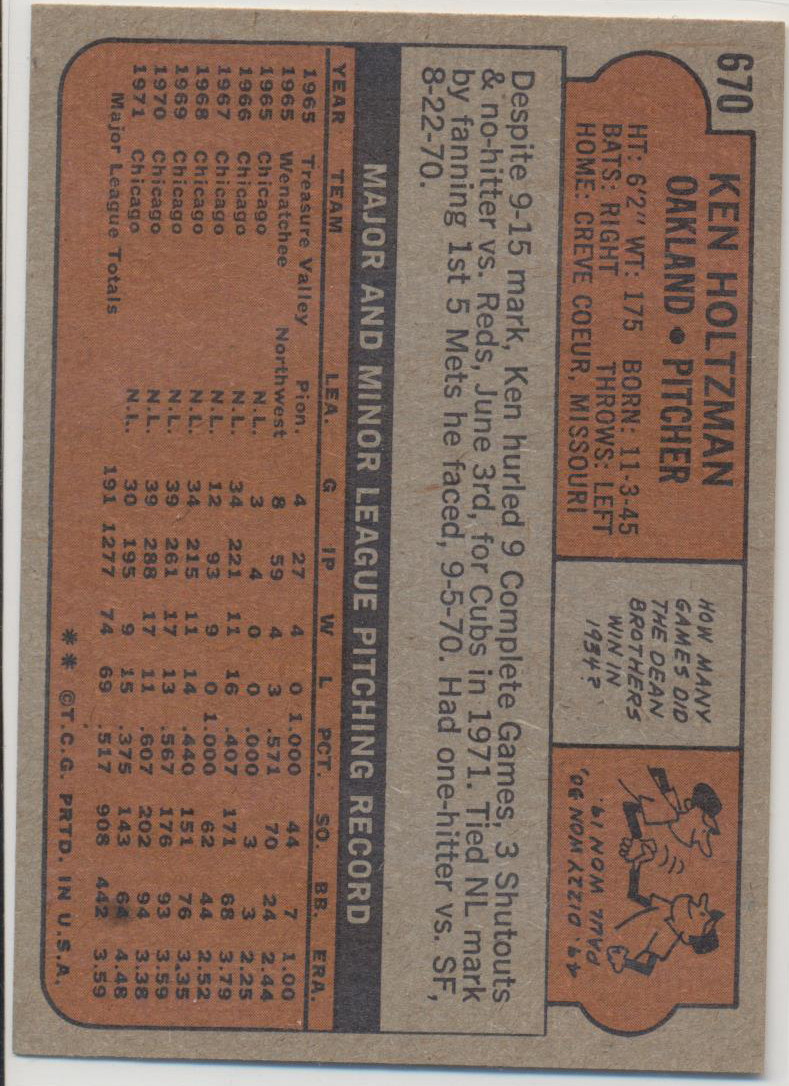 670
KEN HOLTZMAN
OAKLAND • PITCHER
HT: 6'2" WT: 175 BORN: 11-3-45
BATS: RIGHT THROWS: LEFT
HOME: CREVE COEUR, MISSOURI
HOW MANY
GAMES DID
THE DEAN
BROTHERS
WIN IN
1934?
49. DIZZY WON 30,
PAUL WON 19.
Despite 9-15 mark, Ken hurled 9 Complete Games, 3 Shutouts
& no-hitter vs. Reds, June 3rd, for Cubs in 1971. Tied NL mark
by fanning 1st 5 Mets he faced, 9-5-70. Had one-hitter vs. SF,
8-22-70.
MAJOR AND MINOR LEAGUE PITCHING RECORD
YEAR TEAM LEA. G IP W L PCT. SO. BB. ERA.
1965 Treasure Valley Pion. 4 27 4 0 1.000 44 7 1.00
1965 Wenatchee Northwest 8 59 4 3 .571 70 24 2.44
1965 Chicago N.L. 3 4 0 0 .000 3 3 2.25
1966 Chicago N.L. 34 221 11 16 .407 171 68 3.79
1967 Chicago N.L. 12 93 9 0 1.000 62 44 2.52
1968 Chicago N.L. 34 215 11 14 .440 151 76 3.35
1969 Chicago N.L. 39 261 17 13 .567 176 93 3.59
1970 Chicago N.L. 39 288 17 11 .607 202 94 3.38
1971 Chicago N.L. 30 195 9 15 .375 143 64 4.48
Major League Totals 191 1277 74 69 .517 908 442 3.59
** ©T.C.G. PRTD. IN U.S.A.